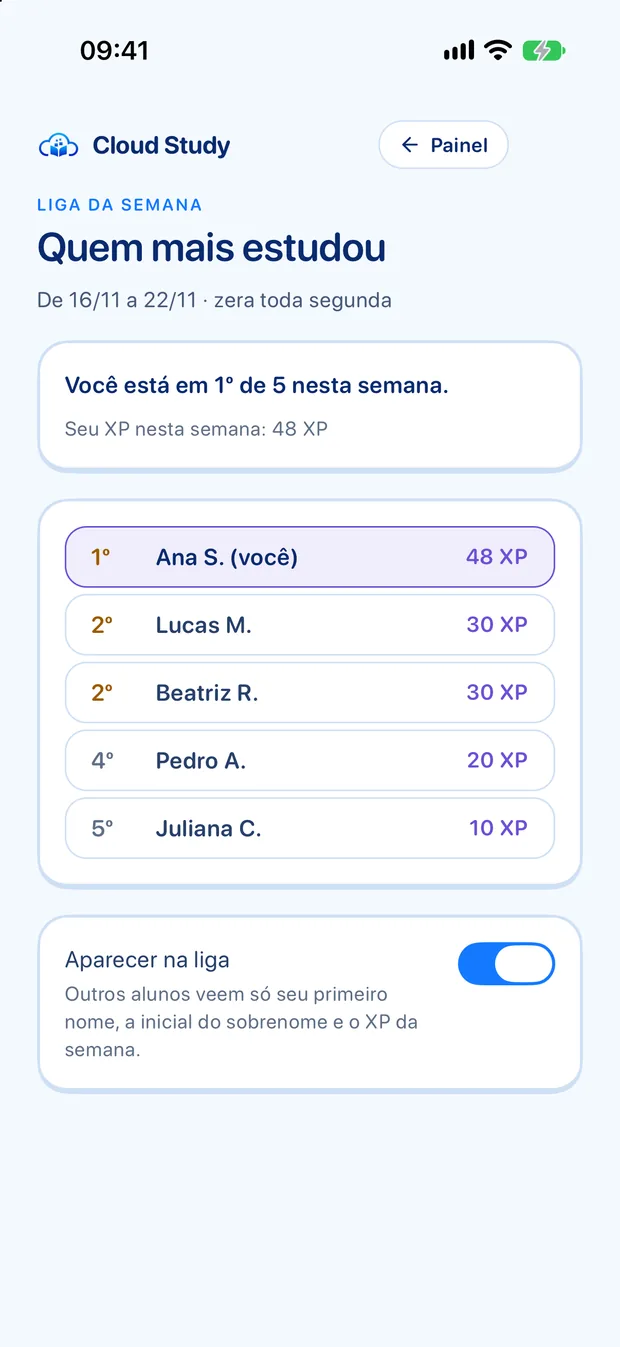 09:41
Cloud Study
← Painel
LIGA DA SEMANA
Quem mais estudou
De 16/11 a 22/11 · zera toda segunda
Você está em 1º de 5 nesta semana.
Seu XP nesta semana: 48 XP
1º Ana S. (você) 48 XP
2º Lucas M. 30 XP
2º Beatriz R. 30 XP
4º Pedro A. 20 XP
5º Juliana C. 10 XP
Aparecer na liga
Outros alunos veem só seu primeiro
nome, a inicial do sobrenome e o XP da
semana.